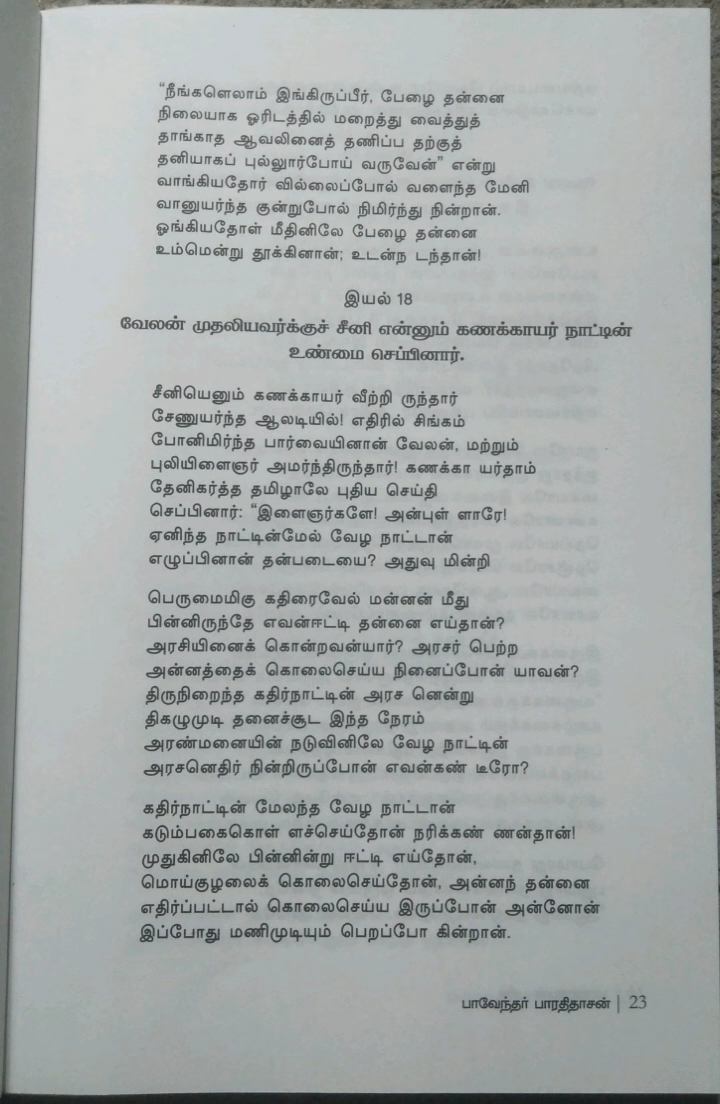 “நீங்களெலாம் இங்கிருப்பீர், பேழை தன்னை
நிலையாக ஓரிடத்தில் மறைத்து வைத்துத்
தாங்காத ஆவலினைத் தணிப்ப தற்குத்
தனியாகப் புல்லூர்போய் வருவேன்” என்று
வாங்கியதோர் வில்லைப்போல் வளைந்த மேனி
வானுயர்ந்த குன்றுபோல் நிமிர்ந்து நின்றான்.
ஓங்கியதோள் மீதினிலே பேழை தன்னை
உம்மென்று தூக்கினான்; உடன்ந டந்தான்!
இயல் 18
வேலன் முதலியவர்க்குச் சீனி என்னும் கணக்காயர் நாட்டின்
உண்மை செப்பினார்.
சீனியெனும் கணக்காயர் வீற்றி ருந்தார்
சேணுயர்ந்த ஆலடியில்! எதிரில் சிங்கம்
போனிமிர்ந்த பார்வையினான் வேலன், மற்றும்
புலியிளைஞர் அமர்ந்திருந்தார்! கணக்கா யர்தாம்
தேனிகர்த்த தமிழாலே புதிய செய்தி
செப்பினார்: “இளைஞர்களே! அன்புள் ளாரே!
ஏனிந்த நாட்டின்மேல் வேழ நாட்டான்
எழுப்பினான் தன்படையை? அதுவு மின்றி
பெருமைமிகு கதிரைவேல் மன்னன் மீது
பின்னிருந்தே எவன்ஈட்டி தன்னை எய்தான்?
அரசியினைக் கொன்றவன்யார்? அரசர் பெற்ற
அன்னத்தைக் கொலைசெய்ய நினைப்போன் யாவன்?
திருநிறைந்த கதிர்நாட்டின் அரச னென்று
திகழுமுடி தனைச்சூட இந்த நேரம்
அரண்மனையின் நடுவினிலே வேழ நாட்டின்
அரசனெதிர் நின்றிருப்போன் எவன்கண் டீரோ?
கதிர்நாட்டின் மேலந்த வேழ நாட்டான்
கடும்பகைகொள் ளச்செய்தோன் நரிக்கண் ணன்தான்!
முதுகினிலே பின்னின்று ஈட்டி எய்தோன்,
மொய்குழலைக் கொலைசெய்தோன், அன்னந் தன்னை
எதிர்ப்பட்டால் கொலைசெய்ய இருப்போன் அன்னோன்
இப்போது மணிமுடியும் பெறப்போ கின்றான்.
பாவேந்தர் பாரதிதாசன் | 23